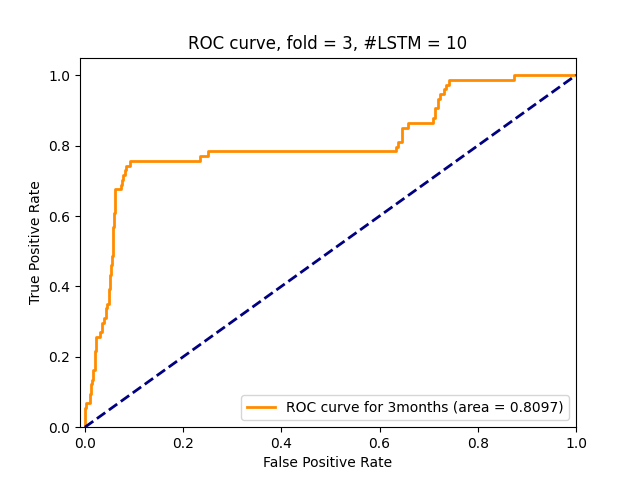 ROC curve, fold = 3, #LSTM = 10
True Positive Rate
1.0
0.8
0.6
0.4
0.2
0.0
ROC curve for 3months (area = 0.8097)
0.0 0.2 0.4 0.6 0.8 1.0
False Positive Rate